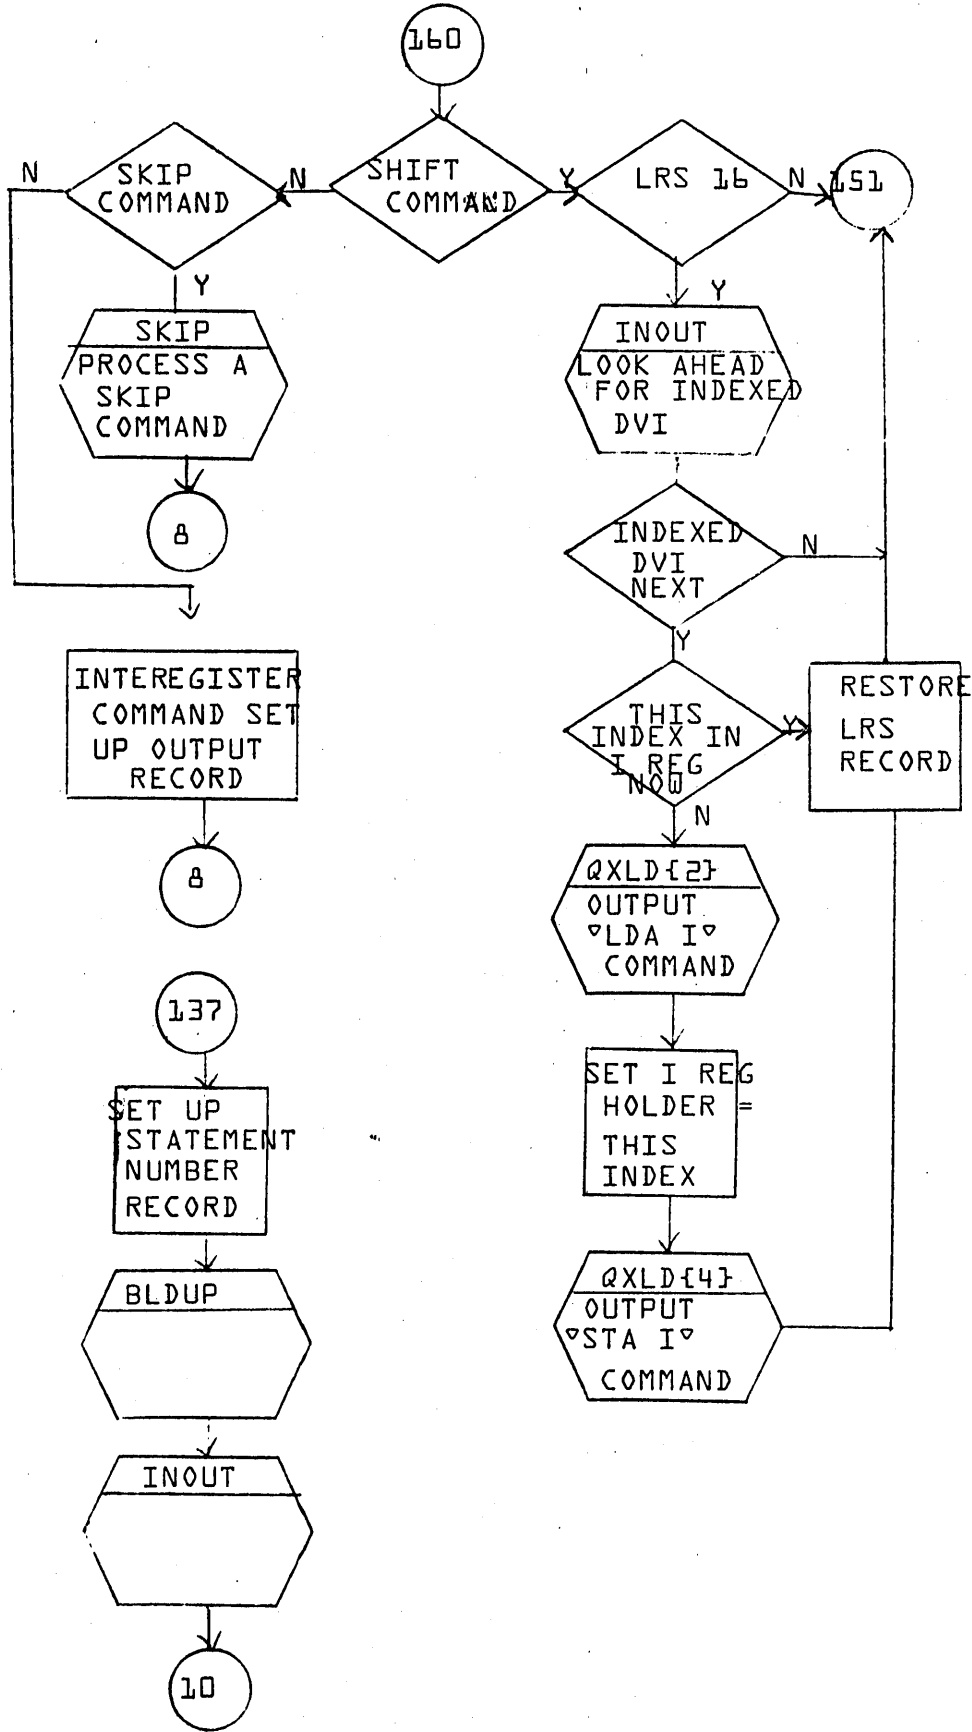 160
SHIFT
COMMAND
N
Y
SKIP
COMMAND
N
Y
SKIP
PROCESS A
SKIP
COMMAND
8
INTEREGISTER
COMMAND SET
UP OUTPUT
RECORD
8
137
SET UP
STATEMENT
NUMBER
RECORD
BLDUP
INOUT
10
LRS 16
N
151
Y
INOUT
LOOK AHEAD
FOR INDEXED
DVI
INDEXED
DVI
NEXT
N
Y
THIS
INDEX IN
I REG
NOW
Y
RESTORE
LRS
RECORD
N
QXLD{2}
OUTPUT
▽LDA I▽
COMMAND
SET I REG
HOLDER =
THIS
INDEX
QXLD{4}
OUTPUT
▽STA I▽
COMMAND